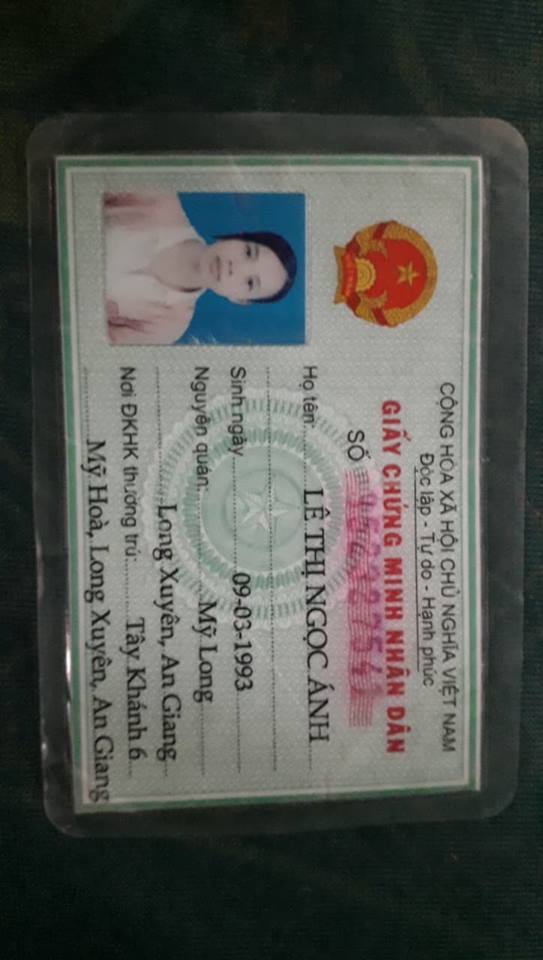 CỘNG HÒA XÃ HỘI CHỦ NGHĨA VIỆT NAM
Độc lập - Tự do - Hạnh phúc
GIẤY CHỨNG MINH NHÂN DÂN
SỐ
Họ tên: LÊ THỊ NGỌC ÁNH
Sinh ngày 09-03-1993
Nguyên quán: Mỹ Long
Long Xuyên, An Giang
Nơi ĐKHK thường trú: Tây Khánh 6
Mỹ Hoà, Long Xuyên, An Giang